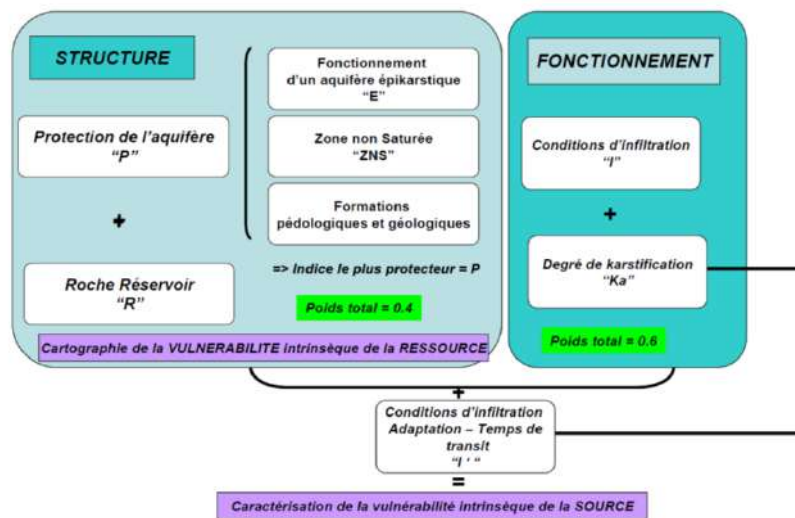 STRUCTURE
Protection de l'aquifère
"P"
+
Roche Réservoir
"R"
Fonctionnement
d'un aquifère épikarstique
"E"
Zone non Saturée
"ZNS"
Formations
pédologiques et géologiques
=> Indice le plus protecteur = P
Poids total = 0.4
Cartographie de la VULNERABILITE intrinsèque de la RESSOURCE
FONCTIONNEMENT
Conditions d'infiltration
"I"
+
Degré de karstification
"Ka"
Poids total = 0.6
+
Conditions d'infiltration
Adaptation – Temps de
transit
"I ' "
=
Caractérisation de la vulnérabilité intrinsèque de la SOURCE